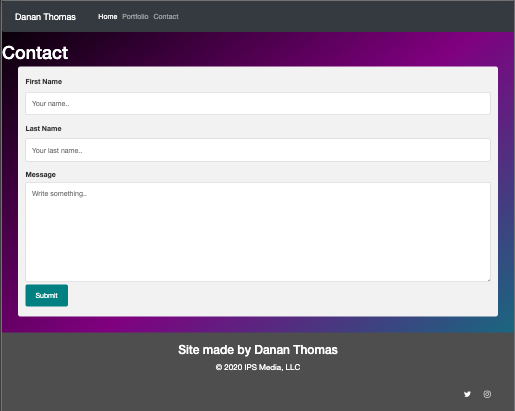 Danan Thomas Home Portfolio Contact
Contact
First Name
Your name..
Last Name
Your last name..
Message
Write something..
Submit
Site made by Danan Thomas
© 2020 IPS Media, LLC